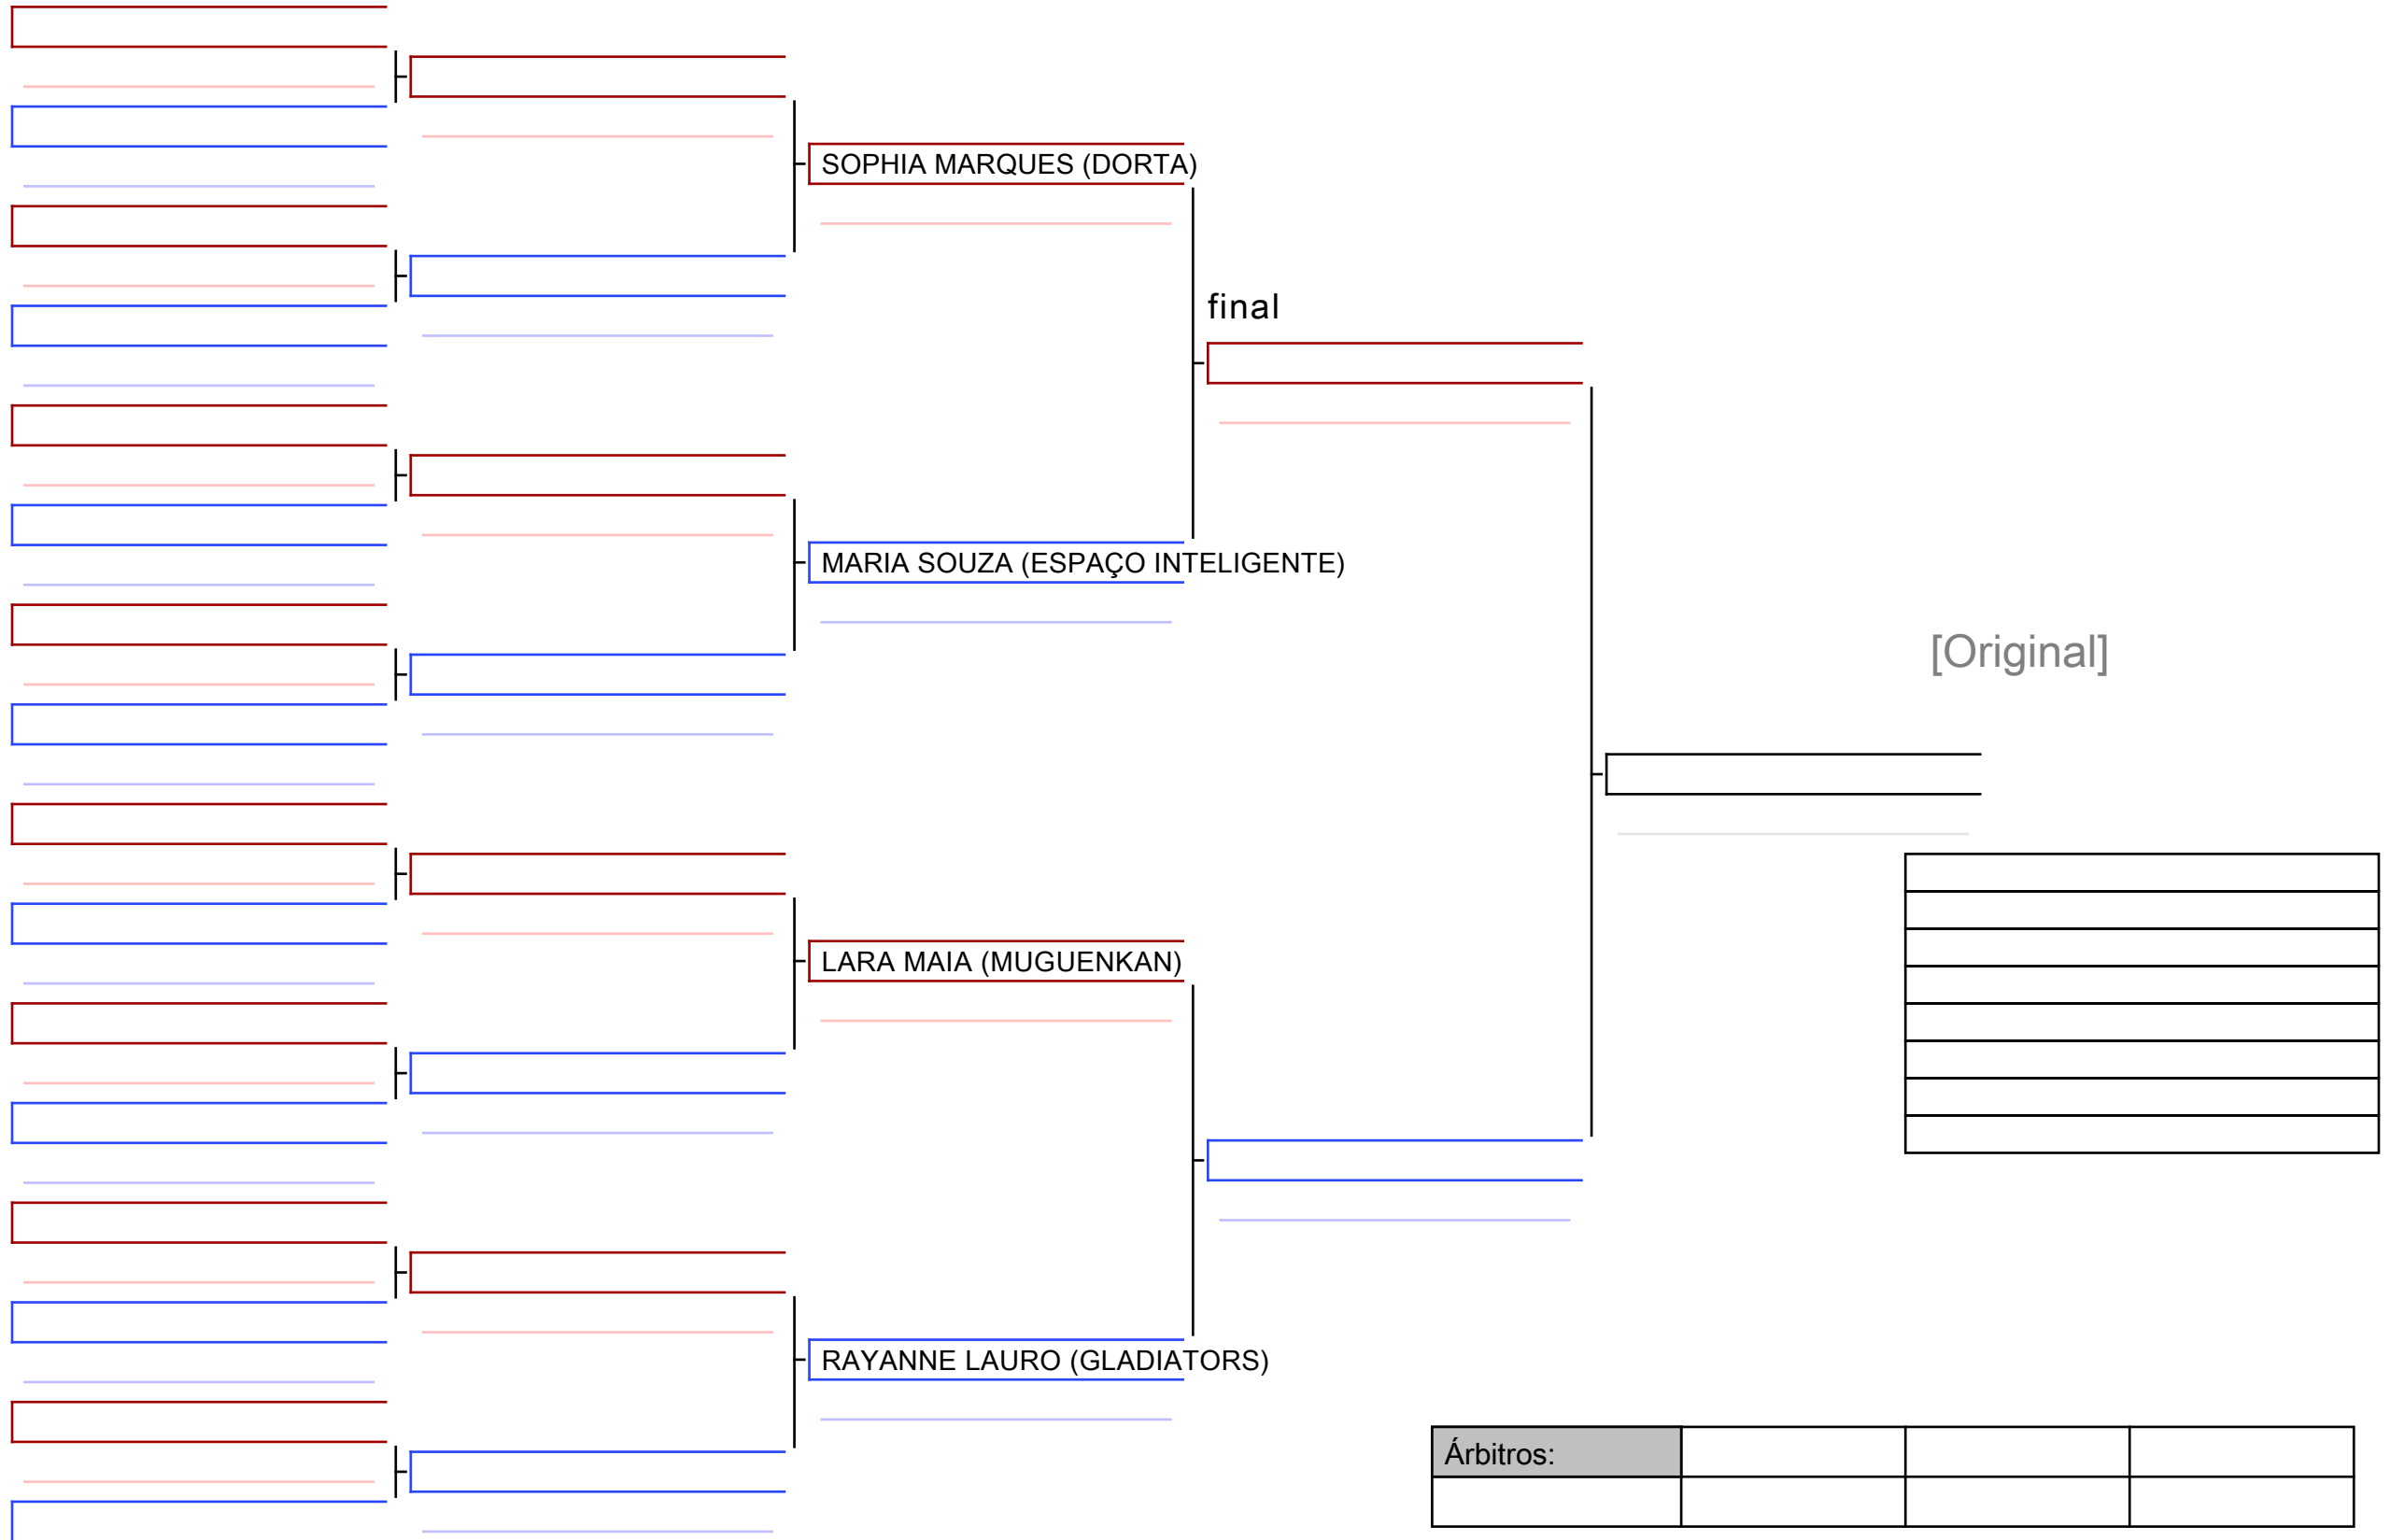 SOPHIA MARQUES (DORTA)
final
MARIA SOUZA (ESPAÇO INTELIGENTE)
[Original]
LARA MAIA (MUGUENKAN)
RAYANNE LAURO (GLADIATORS)
Árbitros: